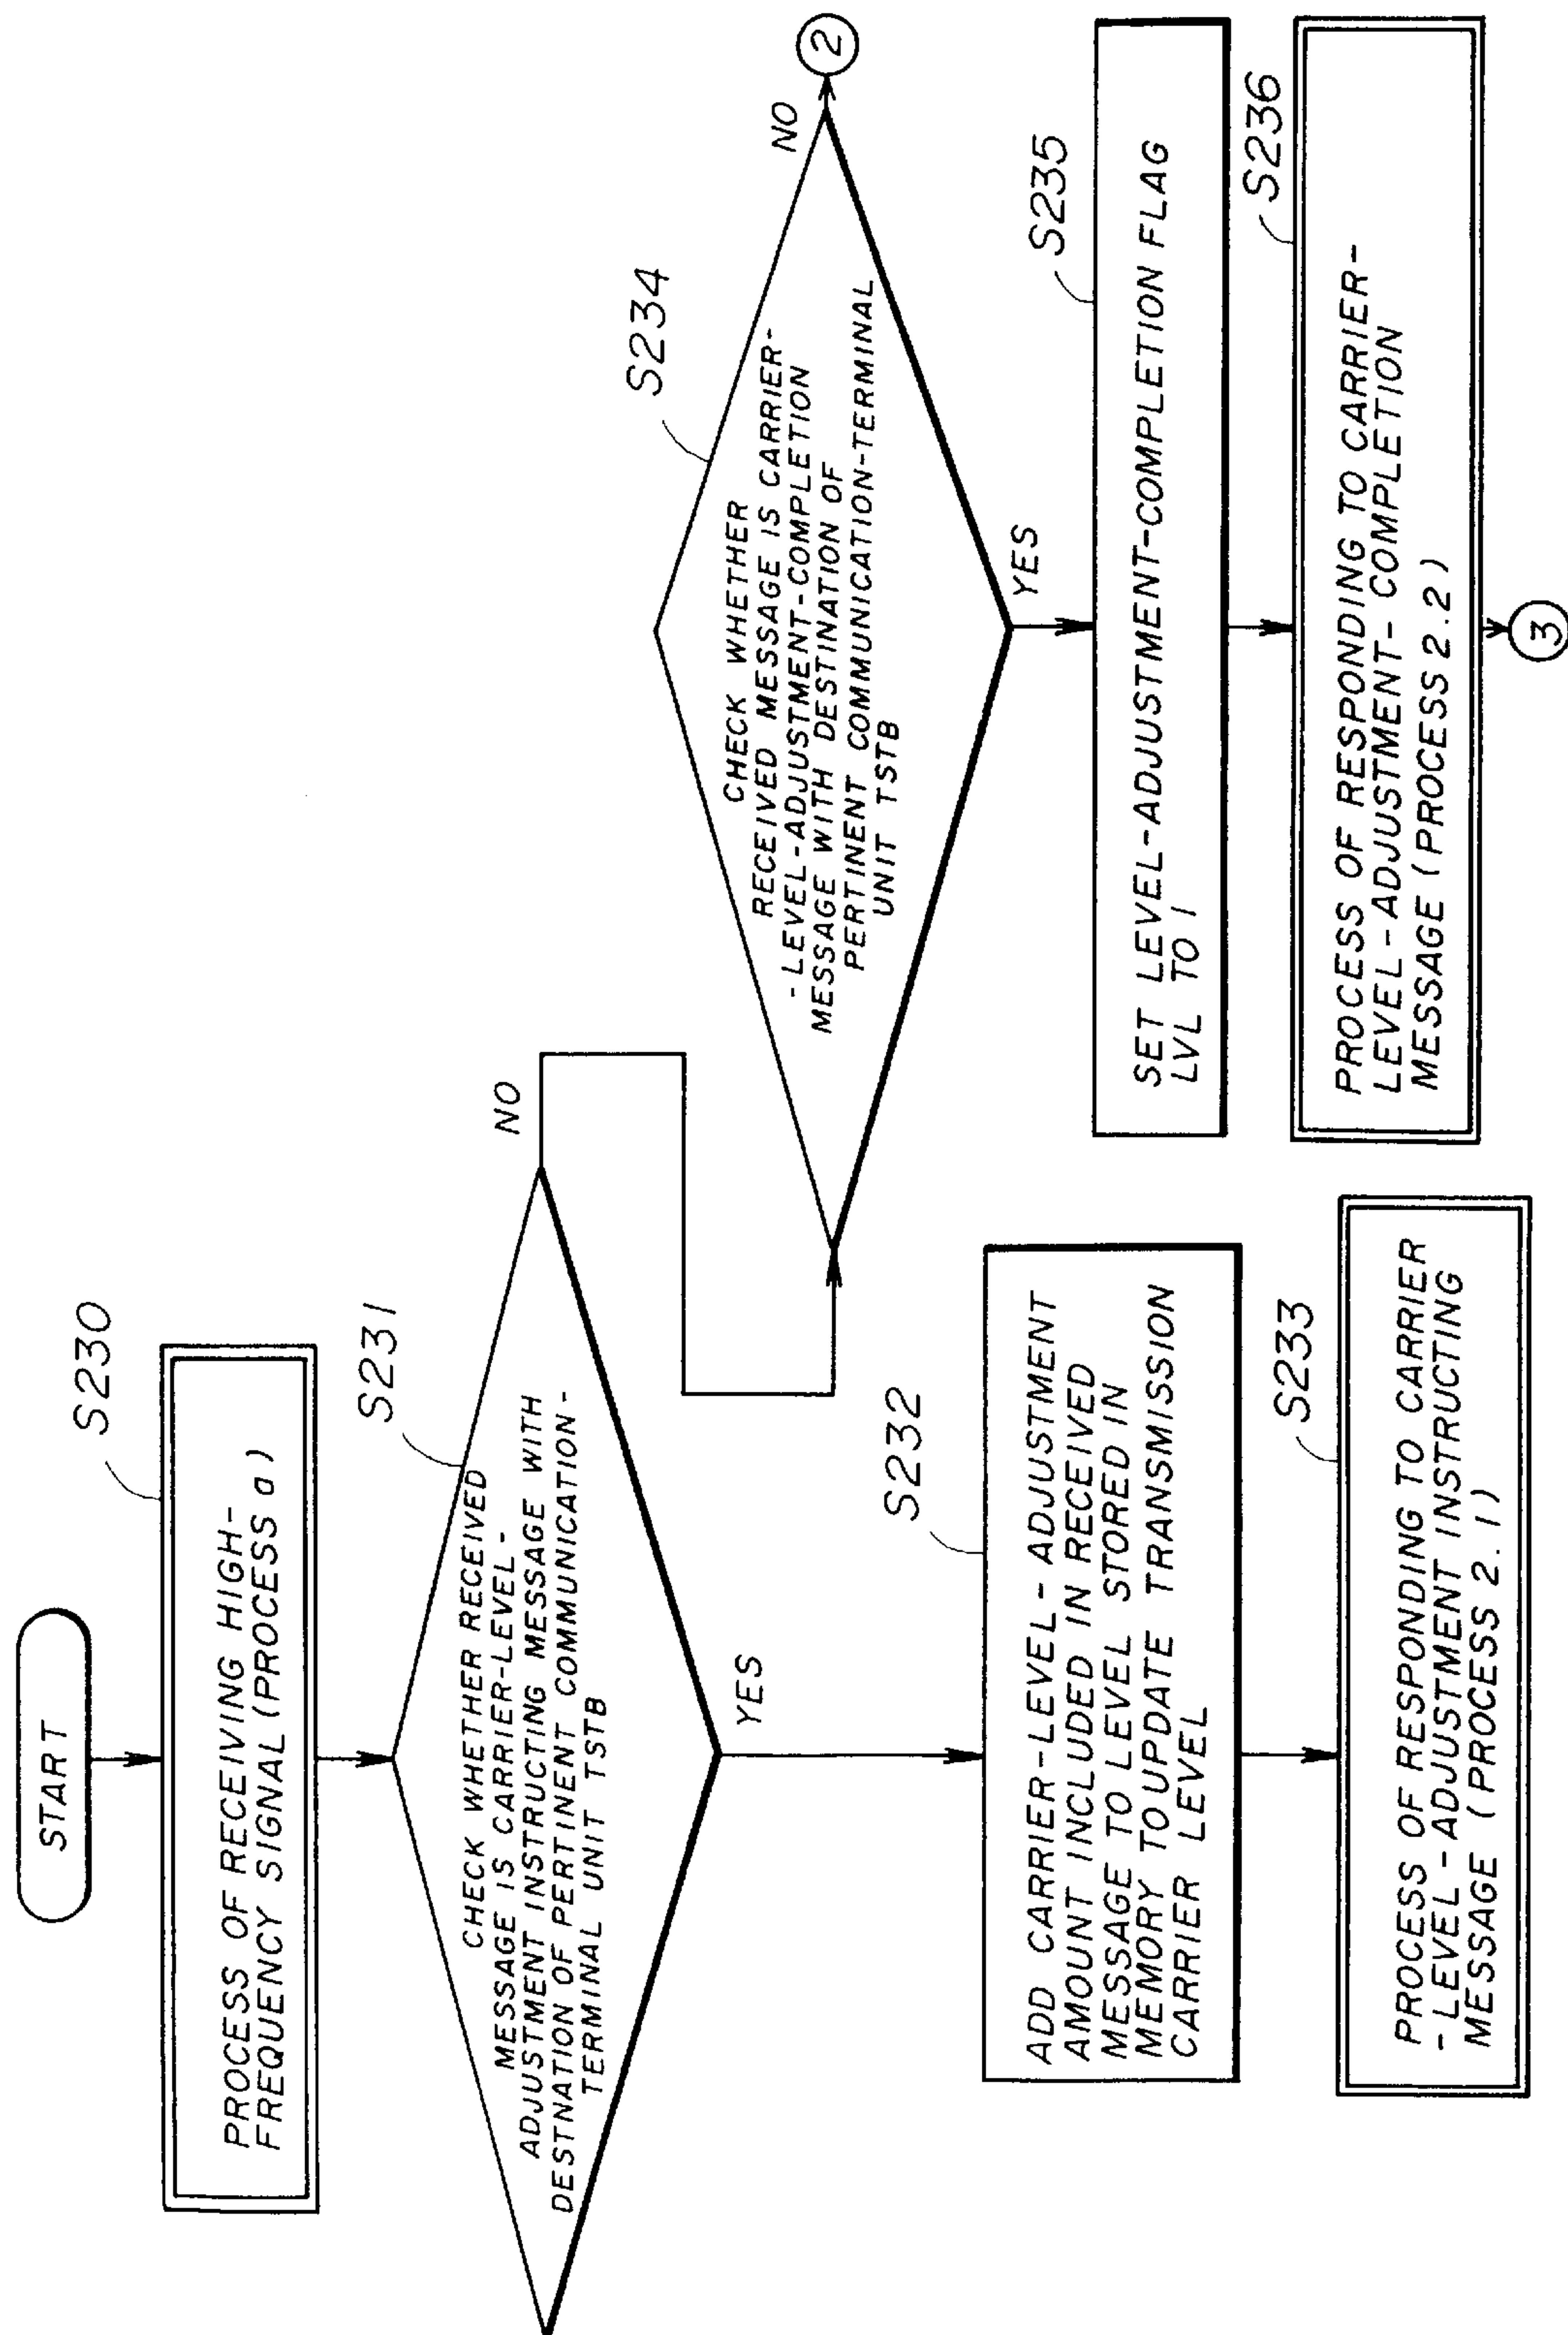 START
S230
PROCESS OF RECEIVING HIGH-
FREQUENCY SIGNAL (PROCESS a)
S231
CHECK WHETHER RECEIVED
MESSAGE IS CARRIER-LEVEL-
ADJUSTMENT INSTRUCTING MESSAGE WITH
DESTNATION OF PERTINENT COMMUNICATION-
TERMINAL UNIT TSTB
NO
YES
S232
ADD CARRIER-LEVEL-ADJUSTMENT
AMOUNT INCLUDED IN RECEIVED
MESSAGE TO LEVEL STORED IN
MEMORY TO UPDATE TRANSMISSION
CARRIER LEVEL
S233
PROCESS OF RESPONDING TO CARRIER
-LEVEL-ADJUSTMENT INSTRUCTING
MESSAGE (PROCESS 2.1)
S234
CHECK WHETHER
RECEIVED MESSAGE IS CARRIER-
-LEVEL-ADJUSTMENT-COMPLETION
MESSAGE WITH DESTINATION OF
PERTINENT COMMUNICATION-TERMINAL
UNIT TSTB
NO
2
YES
S235
SET LEVEL-ADJUSTMENT-COMPLETION FLAG
LVL TO 1
S236
PROCESS OF RESPONDING TO CARRIER-
LEVEL-ADJUSTMENT-COMPLETION
MESSAGE (PROCESS 2.2)
3